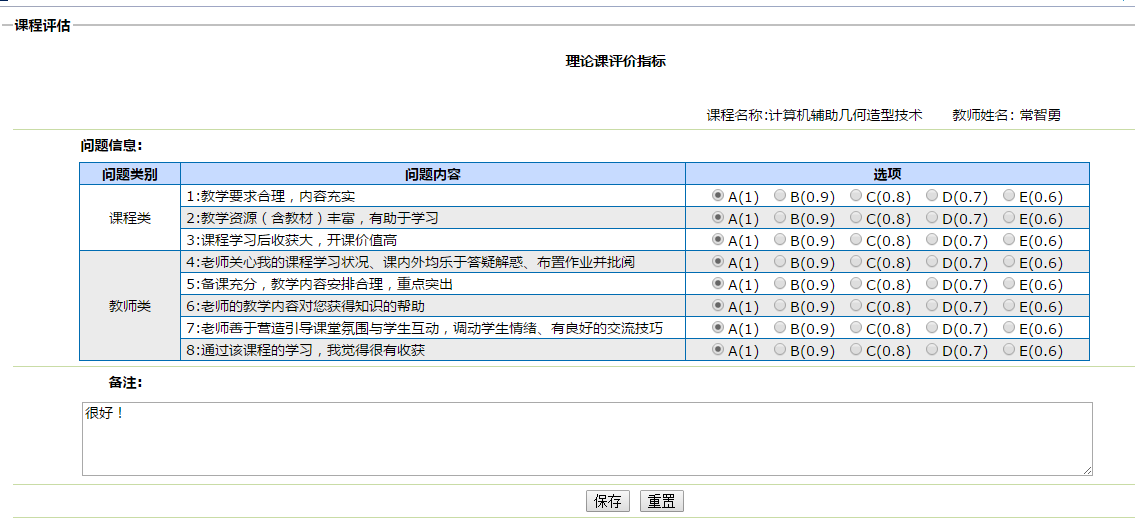 课程评估
理论课评价指标
课程名称:计算机辅助几何造型技术 教师姓名: 常智勇
问题信息:
问题类别 问题内容 选项
课程类
1:教学要求合理，内容充实 A(1) B(0.9) C(0.8) D(0.7) E(0.6)
2:教学资源（含教材）丰富，有助于学习 A(1) B(0.9) C(0.8) D(0.7) E(0.6)
3:课程学习后收获大，开课价值高 A(1) B(0.9) C(0.8) D(0.7) E(0.6)
教师类
4:老师关心我的课程学习状况、课内外均乐于答疑解惑、布置作业并批阅 A(1) B(0.9) C(0.8) D(0.7) E(0.6)
5:备课充分，教学内容安排合理，重点突出 A(1) B(0.9) C(0.8) D(0.7) E(0.6)
6:老师的教学内容对您获得知识的帮助 A(1) B(0.9) C(0.8) D(0.7) E(0.6)
7:老师善于营造引导课堂氛围与学生互动，调动学生情绪、有良好的交流技巧 A(1) B(0.9) C(0.8) D(0.7) E(0.6)
8:通过该课程的学习，我觉得很有收获 A(1) B(0.9) C(0.8) D(0.7) E(0.6)
备注:
很好！
保存 重置